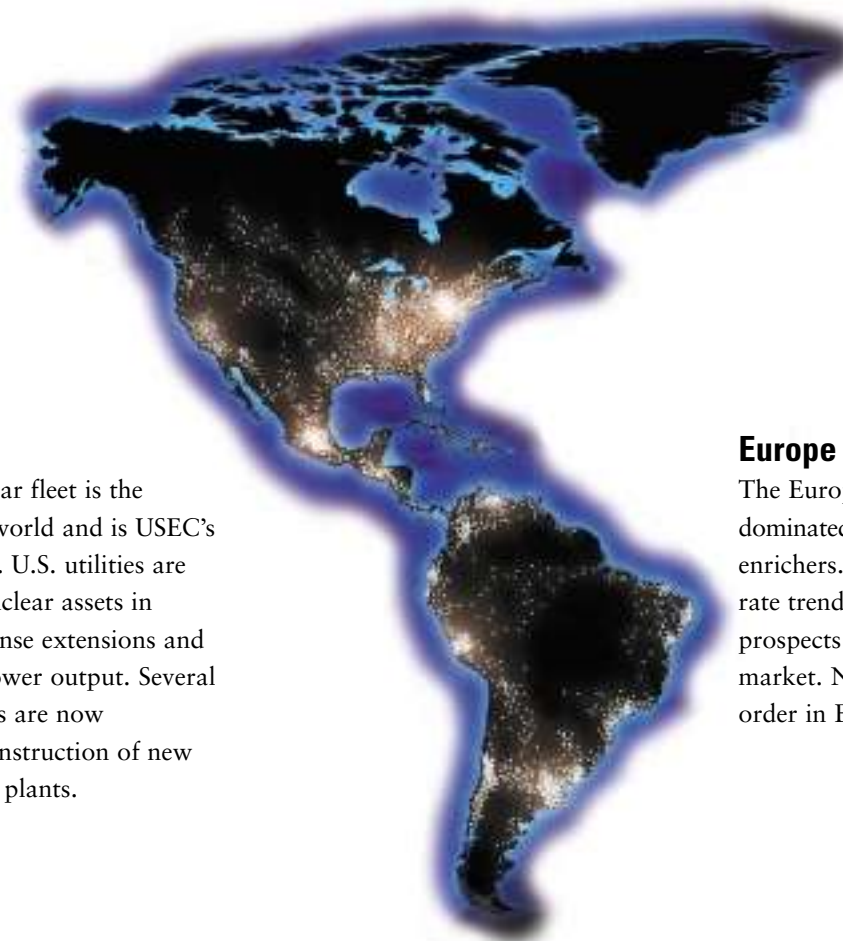 ar fleet is the
world and is USEC’s
. U.S. utilities are
clear assets in
nse extensions and
ower output. Several
s are now
nstruction of new
plants.
Europe
The Europ
dominated
enrichers.
rate trend
prospects
market. N
order in E